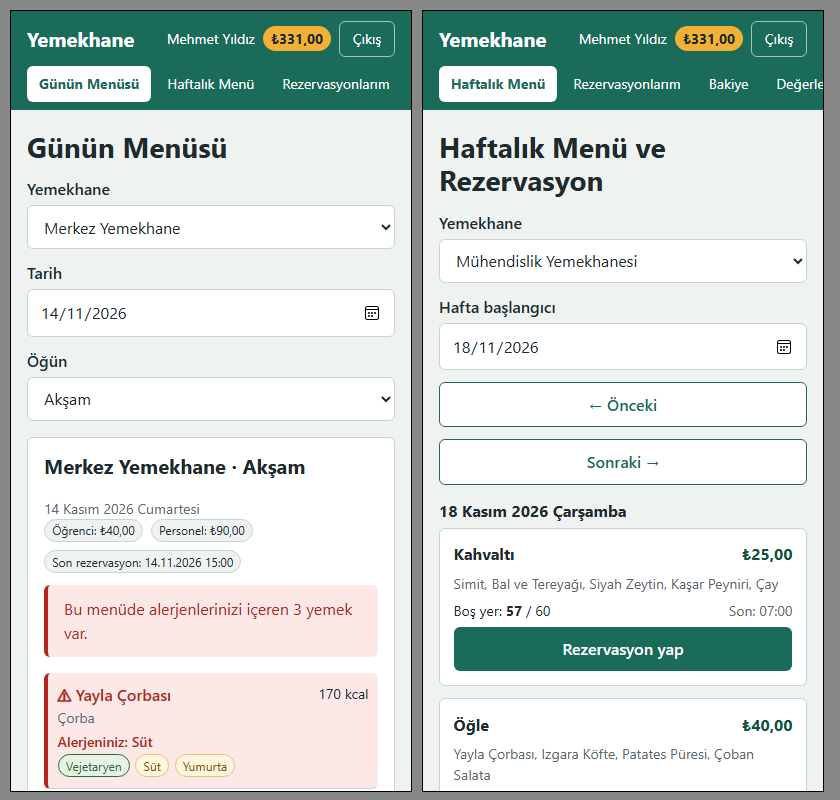 Yemekhane Mehmet Yıldız ₺331,00 Çıkış
Günün Menüsü Haftalık Menü Rezervasyonlarım
Günün Menüsü
Yemekhane
Merkez Yemekhane
Tarih
14/11/2026
Öğün
Akşam
Merkez Yemekhane · Akşam
14 Kasım 2026 Cumartesi
Öğrenci: ₺40,00 Personel: ₺90,00
Son rezervasyon: 14.11.2026 15:00
Bu menüde alerjenlerinizi içeren 3 yemek
var.
⚠ Yayla Çorbası 170 kcal
Çorba
Alerjeniniz: Süt
Vejetaryen Süt Yumurta
Yemekhane Mehmet Yıldız ₺331,00 Çıkış
Haftalık Menü Rezervasyonlarım Bakiye Değerle
Haftalık Menü ve
Rezervasyon
Yemekhane
Mühendislik Yemekhanesi
Hafta başlangıcı
18/11/2026
← Önceki
Sonraki →
18 Kasım 2026 Çarşamba
Kahvaltı ₺25,00
Simit, Bal ve Tereyağı, Siyah Zeytin, Kaşar Peyniri, Çay
Boş yer: 57 / 60 Son: 07:00
Rezervasyon yap
Öğle ₺40,00
Yayla Çorbası, Izgara Köfte, Patates Püresi, Çoban
Salata